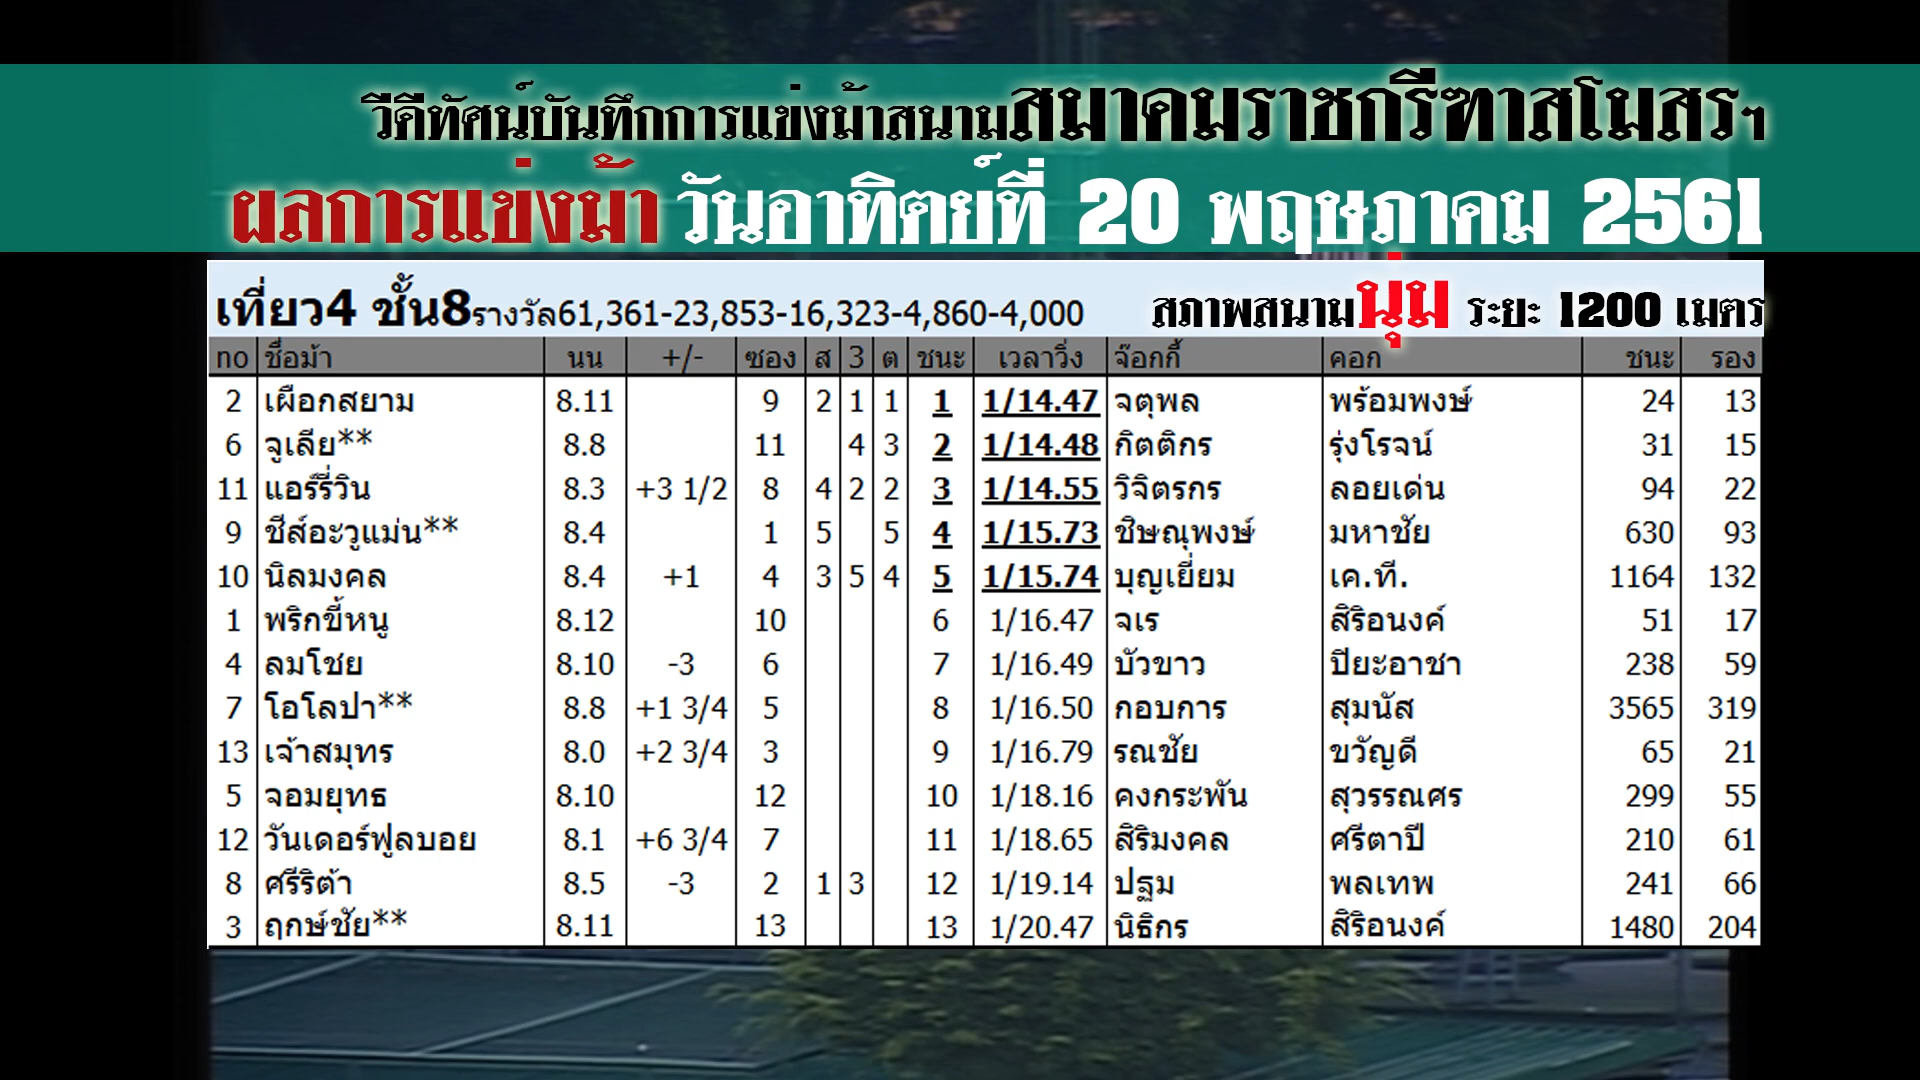 วีดีทัศน์บันทึกการแข่งม้าสนามสมาคมราชกรีฑาสโมสรฯ
ผลการแข่งม้า วันอาทิตย์ที่ 20 พฤษภาคม 2561
เที่ยว4 ชั้น8รางวัล61,361-23,853-16,323-4,860-4,000 สภาพสนามนุ่ม ระยะ 1200 เมตร
no ชื่อม้า นน +/- ซอง ส 3 ต ชนะ เวลาวิ่ง จ๊อกกี้ คอก ชนะ รอง
2 เผือกสยาม 8.11 9 2 1 1 1 1/14.47 จตุพล พร้อมพงษ์ 24 13
6 จูเลีย** 8.8 11 4 3 2 1/14.48 กิตติกร รุ่งโรจน์ 31 15
11 แอร์รี่วิน 8.3 +3 1/2 8 4 2 2 3 1/14.55 วิจิตรกร ลอยเด่น 94 22
9 ชีส์อะวูแม่น** 8.4 1 5 5 4 1/15.73 ชิษณุพงษ์ มหาชัย 630 93
10 นิลมงคล 8.4 +1 4 3 5 4 5 1/15.74 บุญเยี่ยม เค.ที. 1164 132
1 พริกขี้หนู 8.12 10 6 1/16.47 จเร สิริอนงค์ 51 17
4 ลมโชย 8.10 -3 6 7 1/16.49 บัวขาว ปิยะอาชา 238 59
7 โอโลปา** 8.8 +1 3/4 5 8 1/16.50 กอบการ สุมนัส 3565 319
13 เจ้าสมุทร 8.0 +2 3/4 3 9 1/16.79 รณชัย ขวัญดี 65 21
5 จอมยุทธ 8.10 12 10 1/18.16 คงกระพัน สุวรรณศร 299 55
12 วันเดอร์ฟูลบอย 8.1 +6 3/4 7 11 1/18.65 สิริมงคล ศรีตาปี 210 61
8 ศรีริต้า 8.5 -3 2 1 3 12 1/19.14 ปฐม พลเทพ 241 66
3 ฤกษ์ชัย** 8.11 13 13 1/20.47 นิธิกร สิริอนงค์ 1480 204